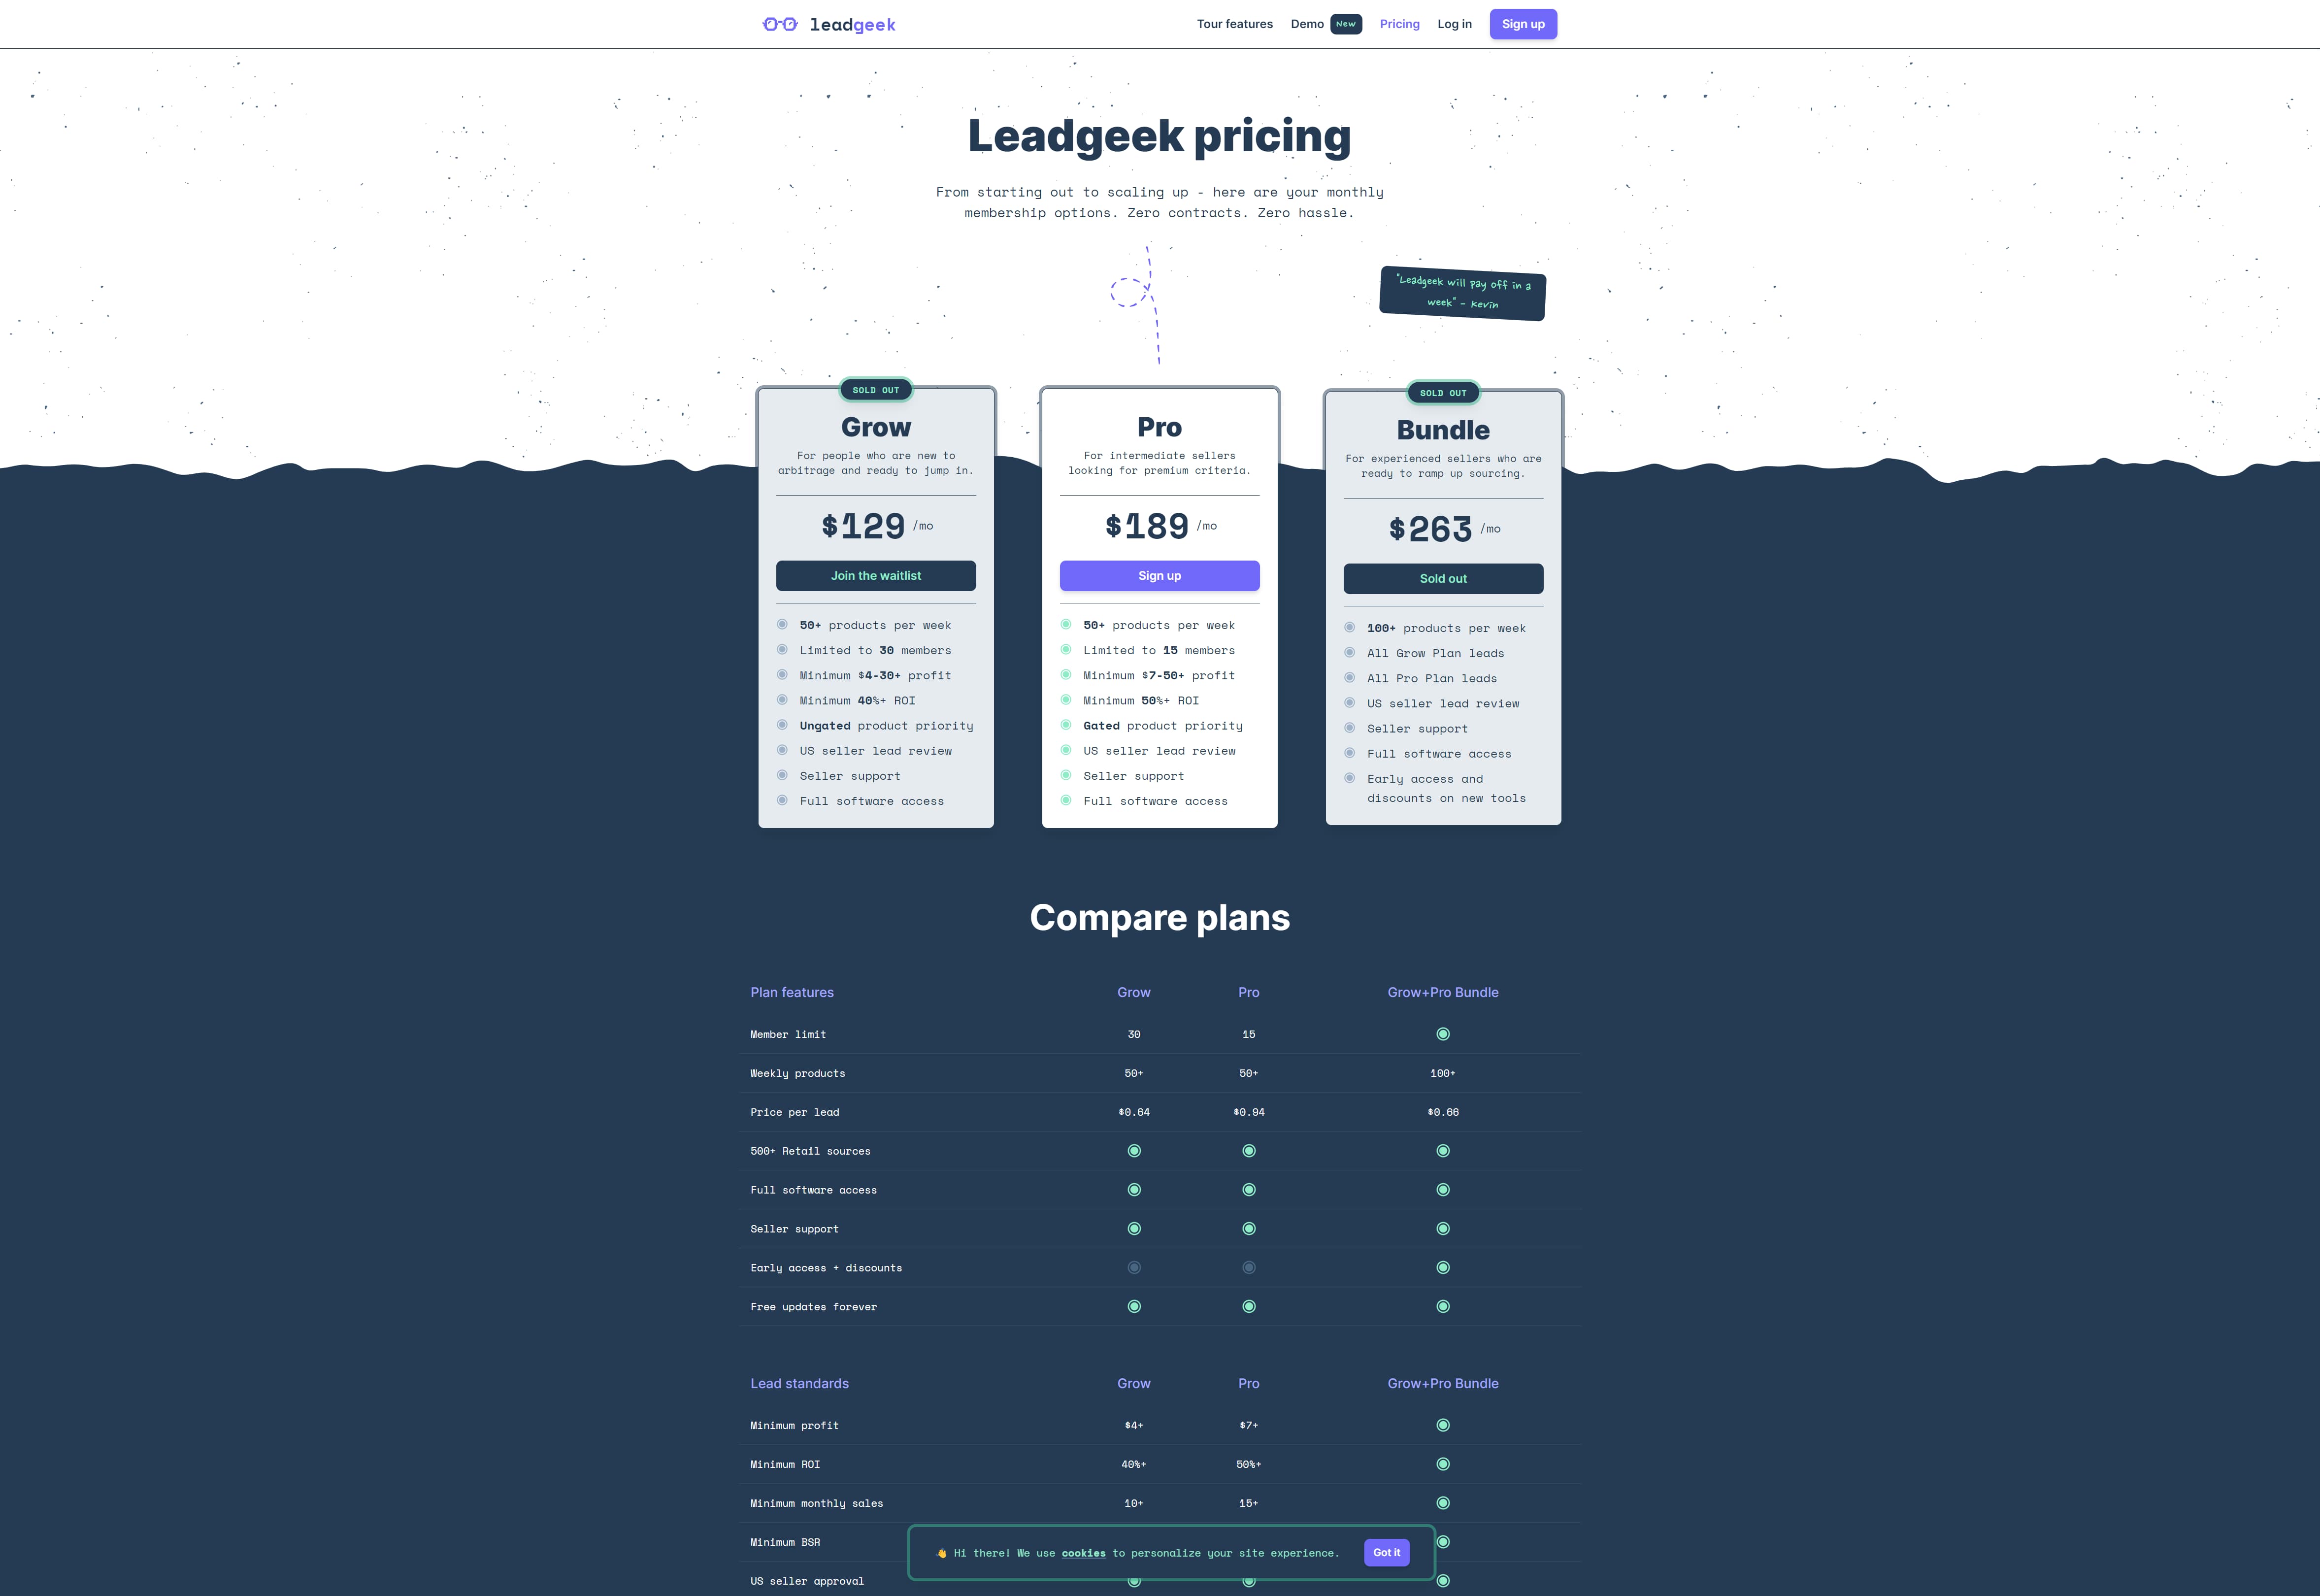 leadgeek
Tour features
Demo
New
Pricing
Log in
Sign up
Leadgeek pricing
From starting out to scaling up - here are your monthly
membership options. Zero contracts. Zero hassle.
"Leadgeek will pay off in a
week" - Kevin
SOLD OUT
Grow
For people who are new to
arbitrage and ready to jump in.
$129 /mo
Join the waitlist
50+ products per week
Limited to 30 members
Minimum $4-30+ profit
Minimum 40%+ ROI
Ungated product priority
US seller lead review
Seller support
Full software access
Pro
For intermediate sellers
looking for premium criteria.
$189 /mo
Sign up
50+ products per week
Limited to 15 members
Minimum $7-50+ profit
Minimum 50%+ ROI
Gated product priority
US seller lead review
Seller support
Full software access
SOLD OUT
Bundle
For experienced sellers who are
ready to ramp up sourcing.
$263 /mo
Sold out
100+ products per week
All Grow Plan leads
All Pro Plan leads
US seller lead review
Seller support
Full software access
Early access and
discounts on new tools
Compare plans
Plan features Grow Pro Grow+Pro Bundle
Member limit 30 15
Weekly products 50+ 50+ 100+
Price per lead $0.64 $0.94 $0.66
500+ Retail sources
Full software access
Seller support
Early access + discounts
Free updates forever
Lead standards Grow Pro Grow+Pro Bundle
Minimum profit $4+ $7+
Minimum ROI 40%+ 50%+
Minimum monthly sales 10+ 15+
Minimum BSR
US seller approval
👋 Hi there! We use cookies to personalize your site experience.
Got it